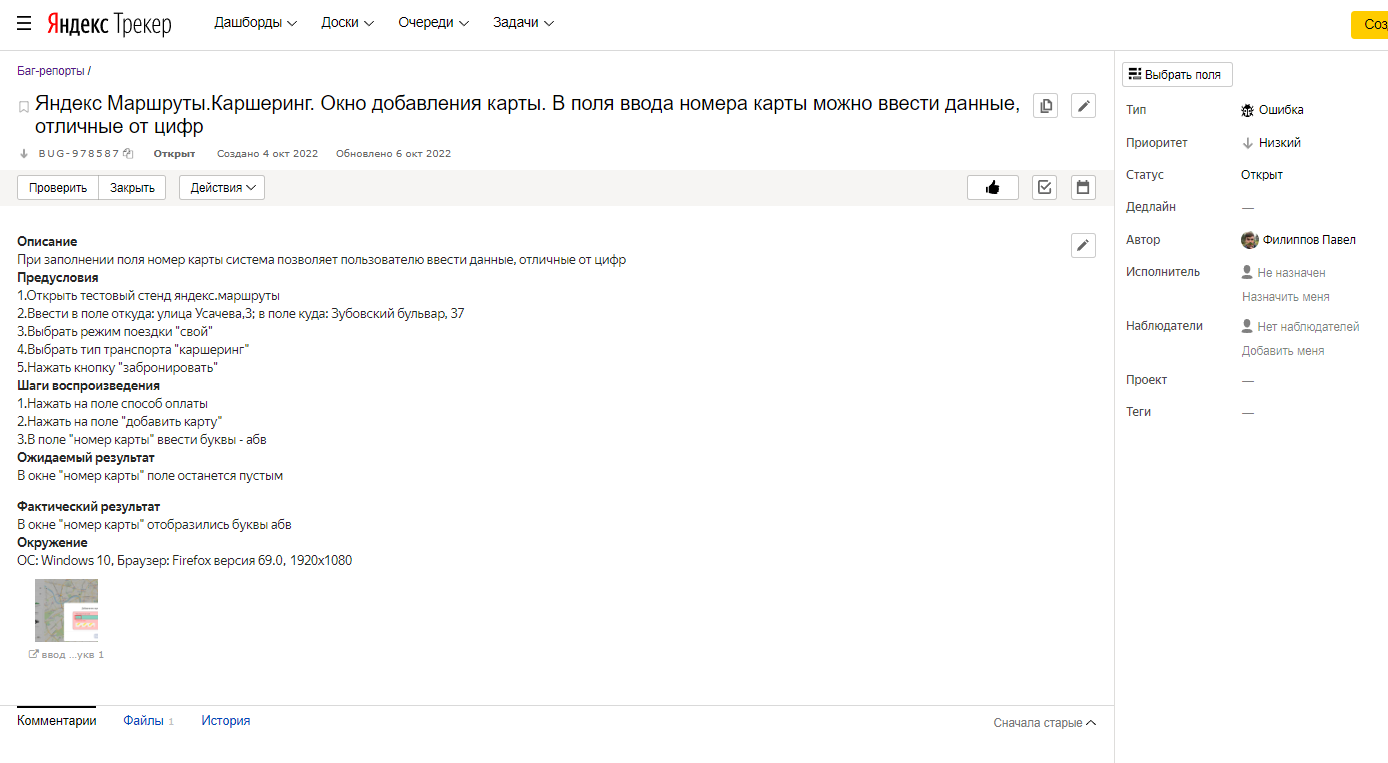 Яндекс Трекер
Дашборды
Доски
Очереди
Задачи
Соз
Баг-репорты /
Яндекс Маршруты.Каршеринг. Окно добавления карты. В поля ввода номера карты можно ввести данные,
отличные от цифр
BUG-978587
Открыт
Создано 4 окт 2022
Обновлено 6 окт 2022
Проверить
Закрыть
Действия
Описание
При заполнении поля номер карты система позволяет пользователю ввести данные, отличные от цифр
Предусловия
1.Открыть тестовый стенд яндекс.маршруты
2.Ввести в поле откуда: улица Усачева,3; в поле куда: Зубовский бульвар, 37
3.Выбрать режим поездки "свой"
4.Выбрать тип транспорта "каршеринг"
5.Нажать кнопку "забронировать"
Шаги воспроизведения
1.Нажать на поле способ оплаты
2.Нажать на поле "добавить карту"
3.В поле "номер карты" ввести буквы - абв
Ожидаемый результат
В окне "номер карты" поле останется пустым
Фактический результат
В окне "номер карты" отобразились буквы абв
Окружение
ОС: Windows 10, Браузер: Firefox версия 69.0, 1920x1080
ввод ...укв 1
Комментарии
Файлы 1
История
Сначала старые
Выбрать поля
Тип
Ошибка
Приоритет
Низкий
Статус
Открыт
Дедлайн
—
Автор
Филиппов Павел
Исполнитель
Не назначен
Назначить меня
Наблюдатели
Нет наблюдателей
Добавить меня
Проект
—
Теги
—